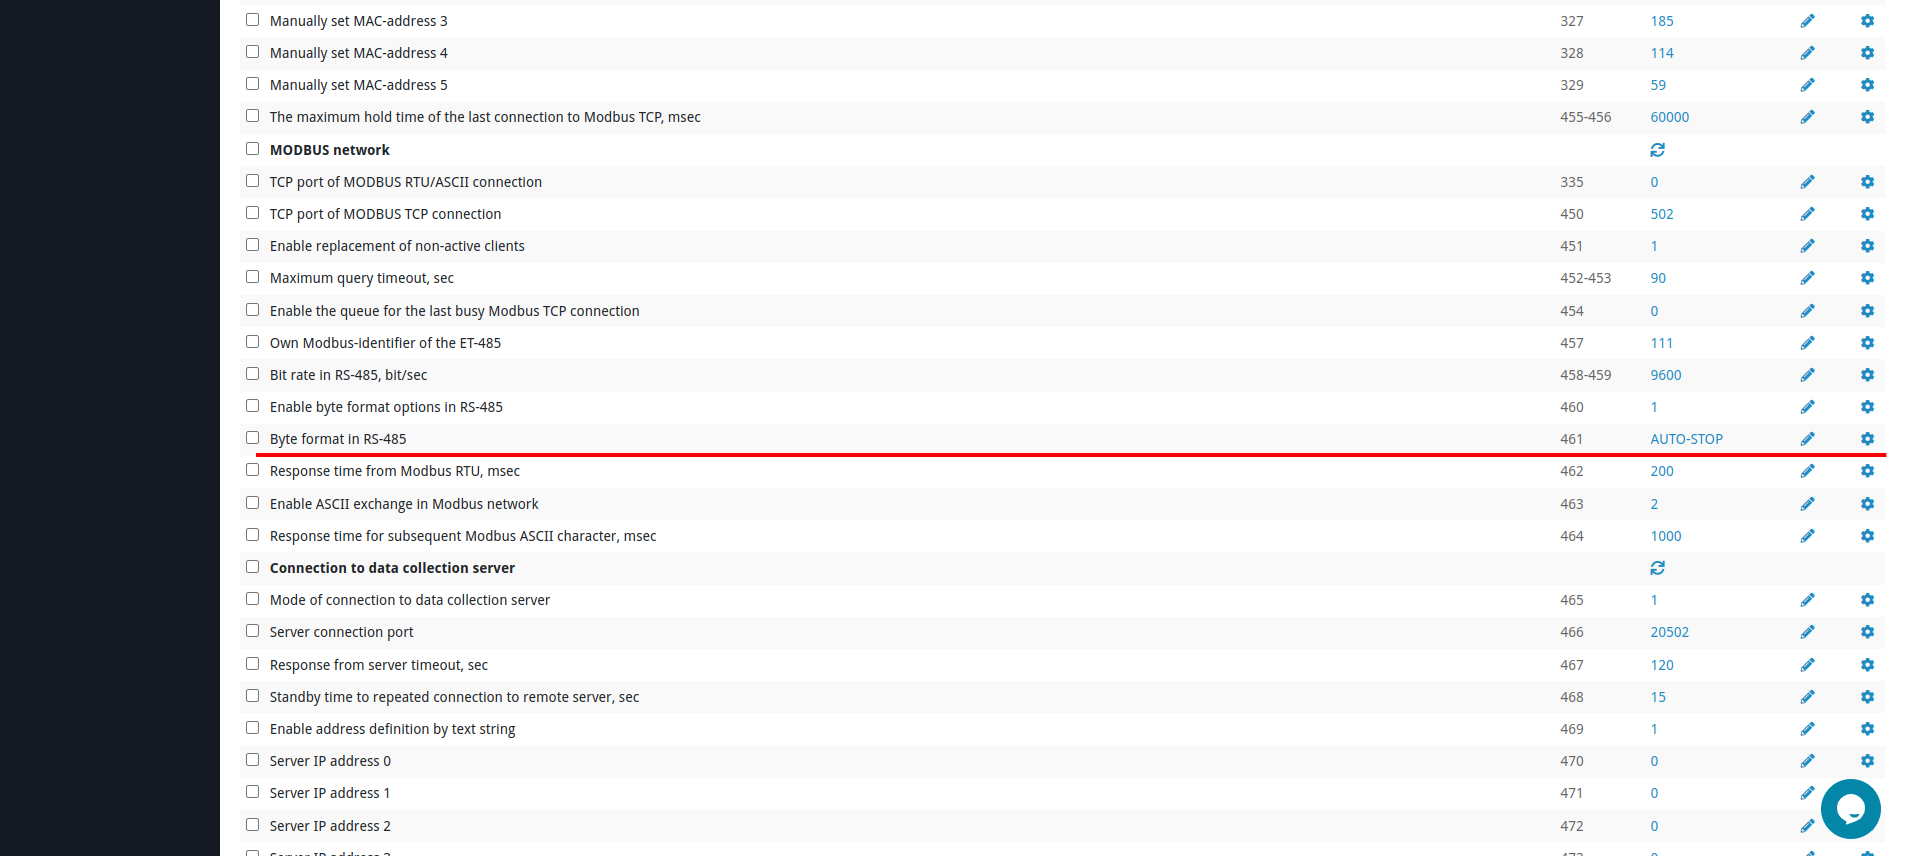 Manually set MAC-address 3 327 185
Manually set MAC-address 4 328 114
Manually set MAC-address 5 329 59
The maximum hold time of the last connection to Modbus TCP, msec 455-456 60000
MODBUS network
TCP port of MODBUS RTU/ASCII connection 335 0
TCP port of MODBUS TCP connection 450 502
Enable replacement of non-active clients 451 1
Maximum query timeout, sec 452-453 90
Enable the queue for the last busy Modbus TCP connection 454 0
Own Modbus-identifier of the ET-485 457 111
Bit rate in RS-485, bit/sec 458-459 9600
Enable byte format options in RS-485 460 1
Byte format in RS-485 461 AUTO-STOP
Response time from Modbus RTU, msec 462 200
Enable ASCII exchange in Modbus network 463 2
Response time for subsequent Modbus ASCII character, msec 464 1000
Connection to data collection server
Mode of connection to data collection server 465 1
Server connection port 466 20502
Response from server timeout, sec 467 120
Standby time to repeated connection to remote server, sec 468 15
Enable address definition by text string 469 1
Server IP address 0 470 0
Server IP address 1 471 0
Server IP address 2 472 0